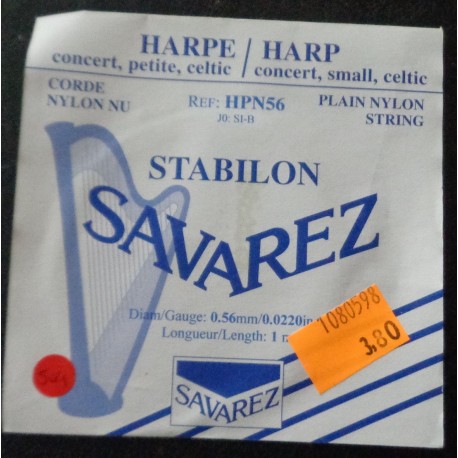 HARPE / HARP
concert, petite, celtic / concert, small, celtic
CORDE
NYLON NU
REF: HPN56
J0: SI-B
PLAIN NYLON
STRING
STABILON
SAVAREZ
Diam/Gauge: 0.56mm/0.0220in
Longueur/Length: 1
1080598
3.80
SAVAREZ